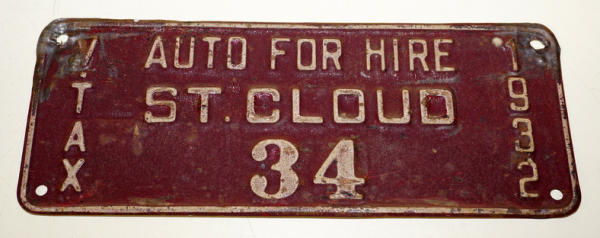 V.TAX
AUTO FOR HIRE
ST. CLOUD
34
1932